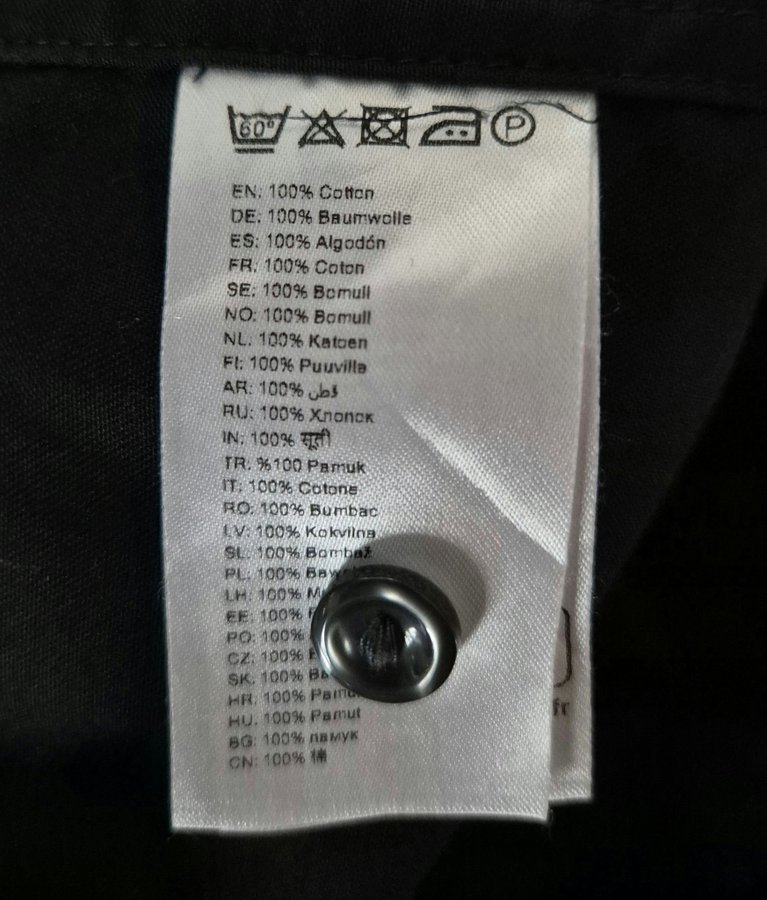 60° P
EN: 100% Cotton
DE: 100% Baumwolle
ES: 100% Algodón
FR: 100% Coton
SE: 100% Bomull
NO: 100% Bomull
NL: 100% Katoen
FI: 100% Puuvilla
AR: 100% قطن
RU: 100% Хлопок
IN: 100% सूती
TR: %100 Pamuk
IT: 100% Cotone
RO: 100% Bumbac
LV: 100% Kokvilna
SL: 100% Bombaž
PL: 100%
LH: 100%
EE: 100%
PO: 100%
CZ: 100%
SK: 100%
HR: 100%
HU: 100% Pamut
BG: 100% памук
CN: 100% 棉
fr